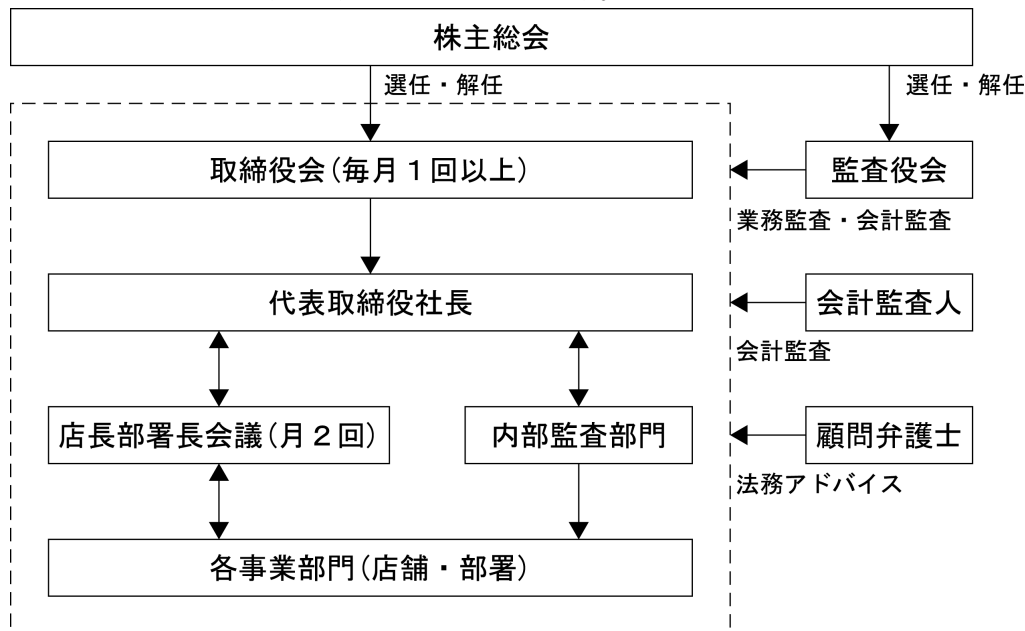 株主総会
選任・解任
選任・解任
取締役会(毎月１回以上)
監査役会
業務監査・会計監査
代表取締役社長
会計監査人
会計監査
店長部署長会議(月２回)
内部監査部門
顧問弁護士
法務アドバイス
各事業部門(店舗・部署)